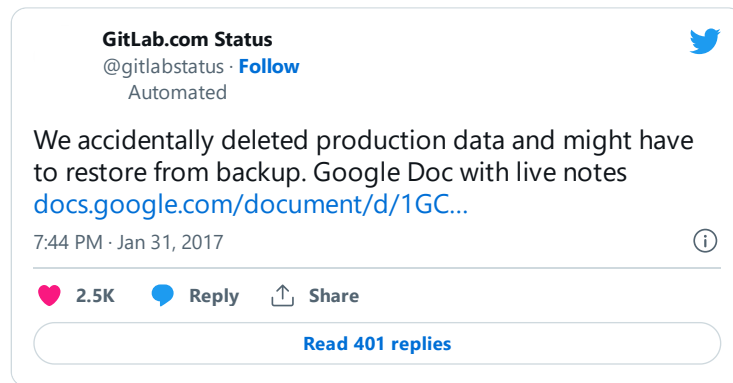 GitLab.com Status
@gitlabstatus · Follow
Automated
We accidentally deleted production data and might have
to restore from backup. Google Doc with live notes
docs.google.com/document/d/1GC...
7:44 PM · Jan 31, 2017
2.5K Reply Share
Read 401 replies